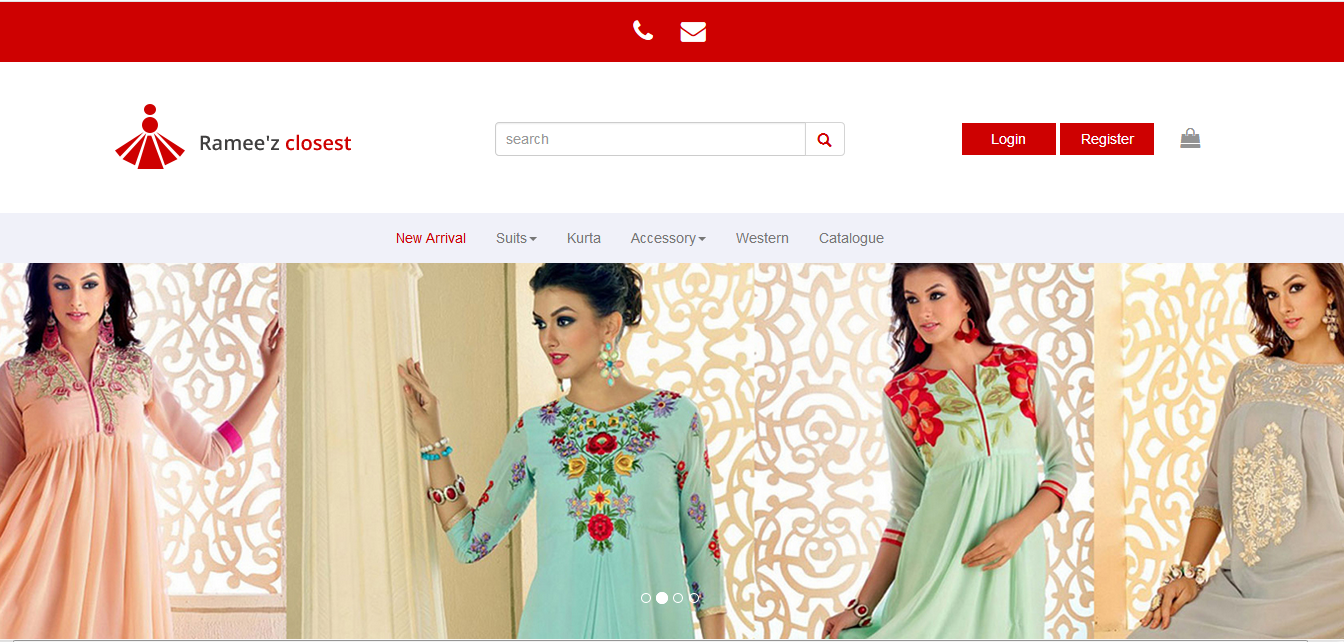 Ramee'z closest
search
Login Register
New Arrival Suits Kurta Accessory Western Catalogue